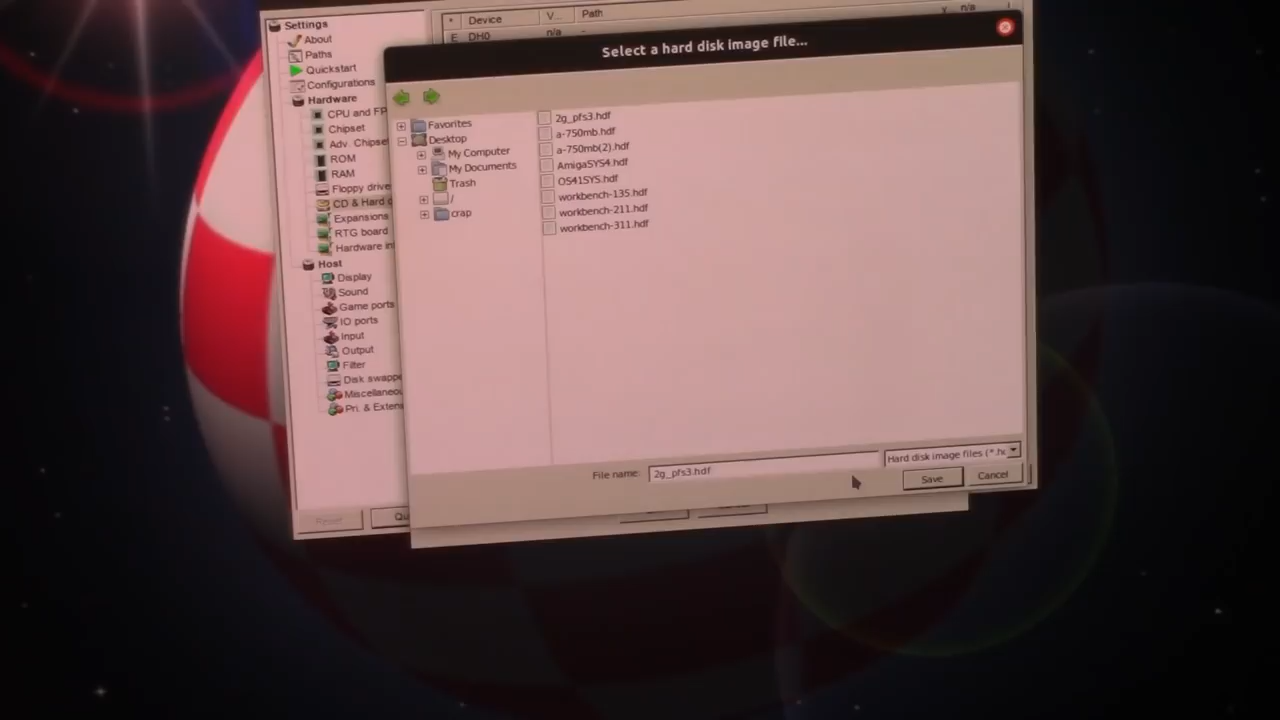 * Device V... Path
E DH0 n/a -
Settings
About
Paths
Quickstart
Configurations
Hardware
CPU and FP
Chipset
Adv. Chipset
ROM
RAM
Floppy drive
CD & Hard d
Expansions
RTG board
Hardware in
Host
Display
Sound
Game ports
IO ports
Input
Output
Filter
Disk swappe
Miscellaneou
Pri. & Extens
Reset
Qu
Select a hard disk image file...
Favorites
Desktop
My Computer
My Documents
Trash
/
crap
2g_pfs3.hdf
a-750mb.hdf
a-750mb(2).hdf
AmigaSYS4.hdf
OS41SYS.hdf
workbench-135.hdf
workbench-211.hdf
workbench-311.hdf
File name: 2g_pfs3.hdf
Hard disk image files (*.hc
Save
Cancel